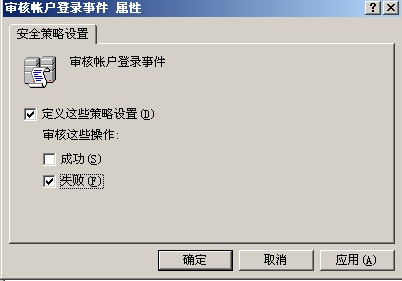 审核帐户登录事件 属性
安全策略设置
审核帐户登录事件
定义这些策略设置(D)
审核这些操作:
成功(S)
失败(F)
确定
取消
应用(A)